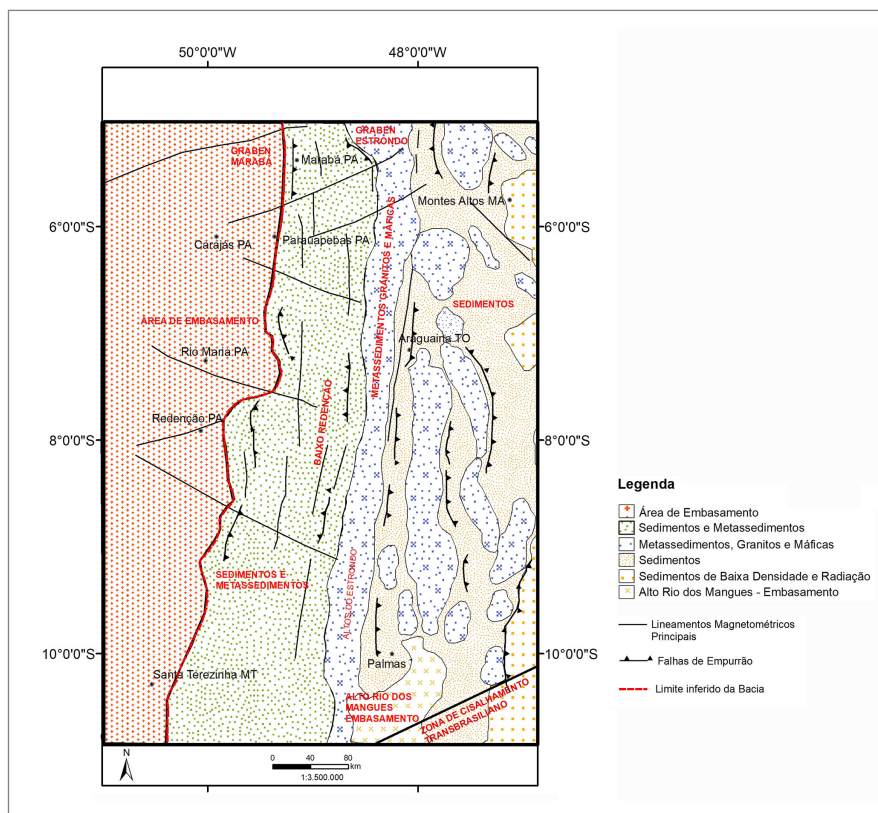 50°0'0"W
48°0'0"W
GRABEN
ESTRONDO
GRABEN
MARABÁ
Marabá PA
Montes Altos MA
6°0'0"S
6°0'0"S
Carajás PA
Parauapebas PA
METASSEDIMENTOS GRANITOS E MÁFICAS
SEDIMENTOS
ÁREA DE EMBASAMENTO
Araguaina TO
Rio Maria PA
BAIXO REDENÇÃO
Redenção PA
8°0'0"S
8°0'0"S
SEDIMENTOS E
METASSEDIMENTOS
ALTOS DO ESTRONDO
10°0'0"S
10°0'0"S
Palmas
Santa Terezinha MT
ALTO RIO DOS
MANGUES
EMBASAMENTO
ZONA DE CISALHAMENTO
TRANSBRASILIANO
N
0 40 80
km
1:3.500.000
Legenda
Área de Embasamento
Sedimentos e Metassedimentos
Metassedimentos, Granitos e Máficas
Sedimentos
Sedimentos de Baixa Densidade e Radiação
Alto Rio dos Mangues - Embasamento
Lineamentos Magnetométricos
Principais
Falhas de Empurrão
Limite inferido da Bacia